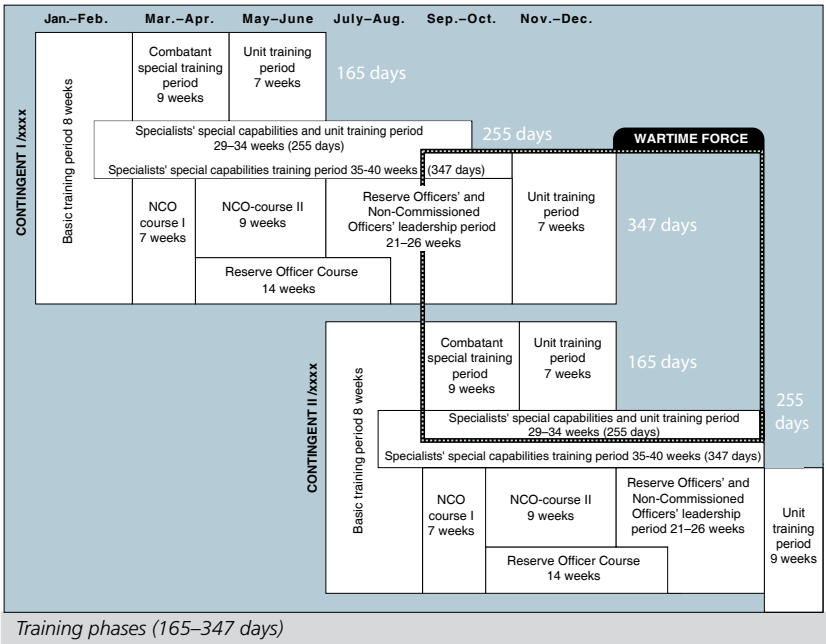 Jan.–Feb. Mar.–Apr. May–June July–Aug. Sep.–Oct. Nov.–Dec.
CONTINGENT I /xxxx
Basic training period 8 weeks
Combatant
special training
period
9 weeks
Unit training
period
7 weeks
165 days
Specialists' special capabilities and unit training period
29–34 weeks (255 days)
255 days
WARTIME FORCE
Specialists' special capabilities training period 35-40 weeks (347 days)
NCO
course I
7 weeks
NCO-course II
9 weeks
Reserve Officers' and
Non-Commissioned
Officers' leadership period
21–26 weeks
Unit training
period
7 weeks
347 days
Reserve Officer Course
14 weeks
CONTINGENT II /xxxx
Basic training period 8 weeks
Combatant
special training
period
9 weeks
Unit training
period
7 weeks
165 days
255
days
Specialists' special capabilities and unit training period
29–34 weeks (255 days)
Specialists' special capabilities training period 35-40 weeks (347 days)
NCO
course I
7 weeks
NCO-course II
9 weeks
Reserve Officers' and
Non-Commissioned
Officers' leadership
period 21–26 weeks
Unit
training
period
9 weeks
Reserve Officer Course
14 weeks
Training phases (165–347 days)